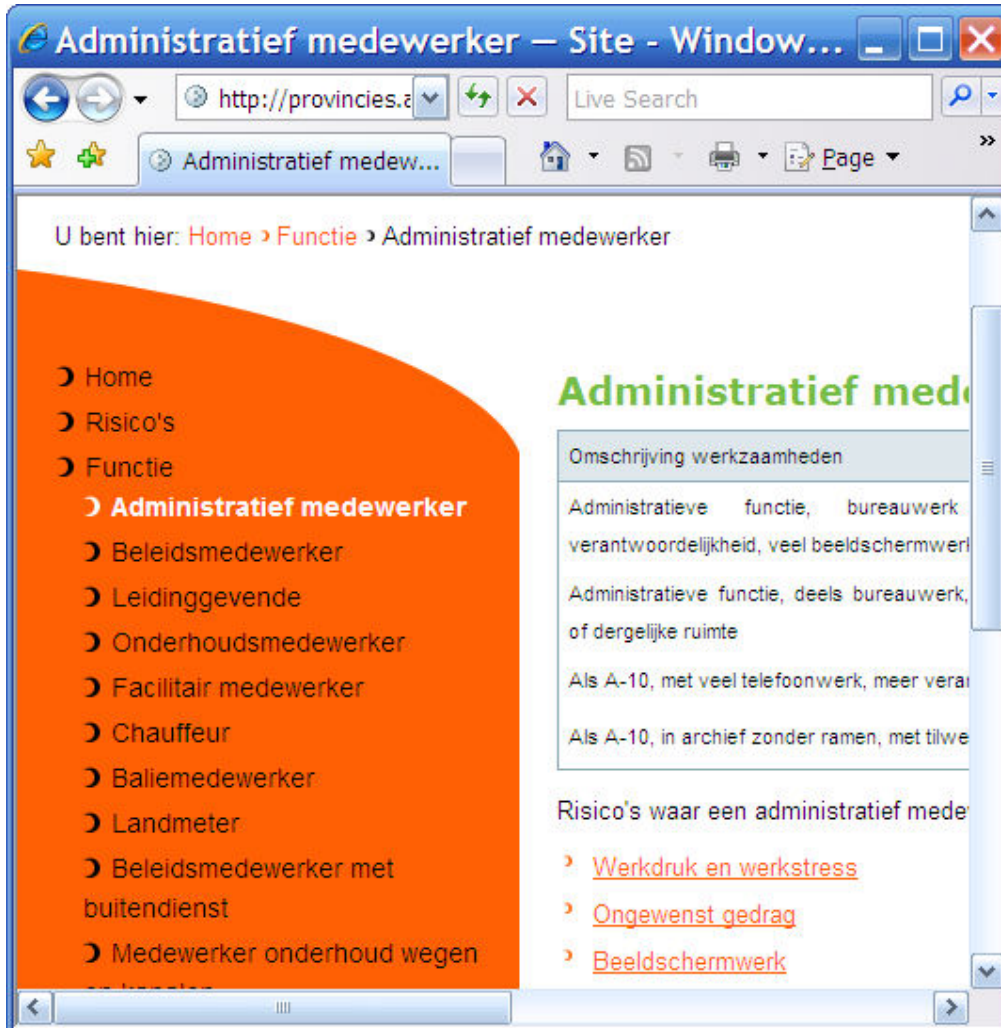 Administratief medewerker — Site - Window...
http://provincies.a
Live Search
Administratief medew...
Page
U bent hier: Home › Functie › Administratief medewerker
Home
Risico's
Functie
Administratief medewerker
Beleidsmedewerker
Leidinggevende
Onderhoudsmedewerker
Facilitair medewerker
Chauffeur
Baliemedewerker
Landmeter
Beleidsmedewerker met
buitendienst
Medewerker onderhoud wegen
en kanalen
Administratief mede
Omschrijving werkzaamheden
Administratieve functie, bureauwerk
verantwoordelijkheid, veel beeldschermwerk
Administratieve functie, deels bureauwerk,
of dergelijke ruimte
Als A-10, met veel telefoonwerk, meer veran
Als A-10, in archief zonder ramen, met tilwe
Risico's waar een administratief mede
Werkdruk en werkstress
Ongewenst gedrag
Beeldschermwerk